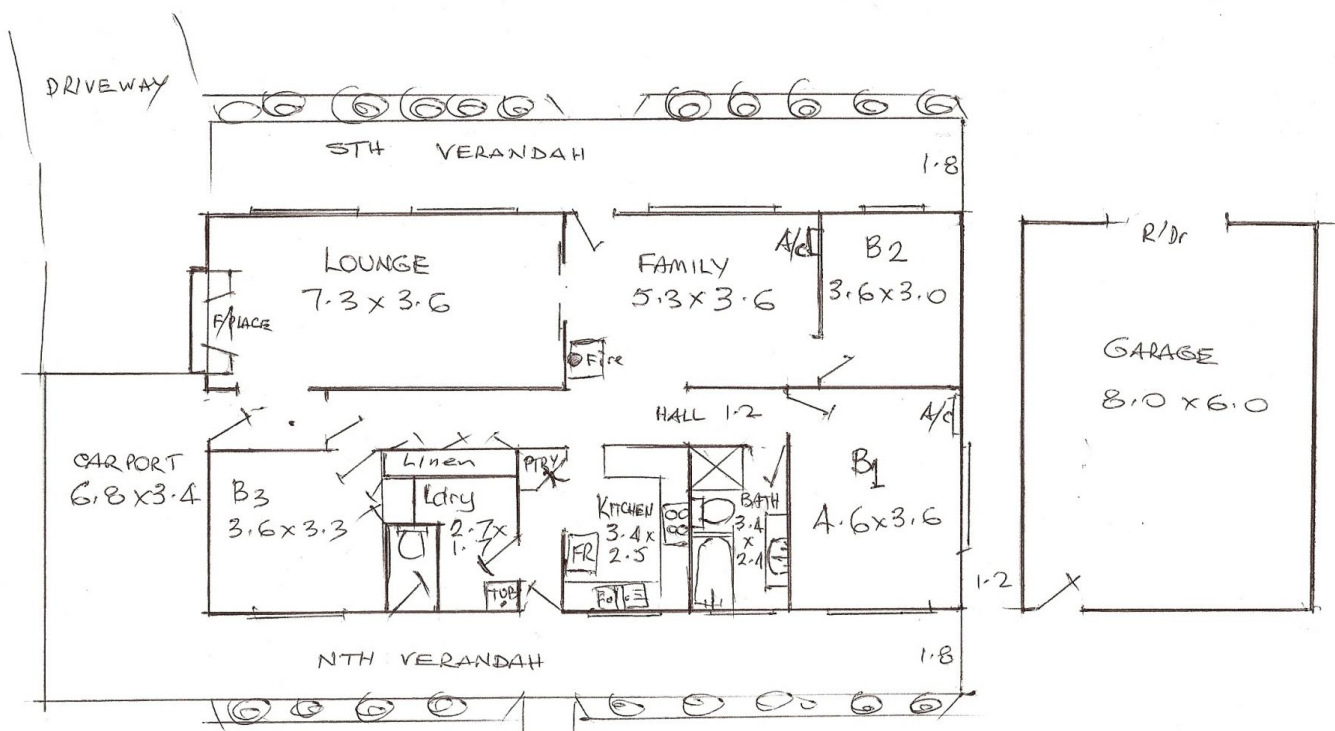 DRIVEWAY
STH VERANDAH
1.8
LOUNGE
7.3 x 3.6
F/PLACE
FAMILY
5.3 x 3.6
A/c
Fire
B2
3.6 x 3.0
R/Dr
GARAGE
8.0 x 6.0
HALL 1.2
A/c
CARPORT
6.8 x 3.4
B3
3.6 x 3.3
Linen
Ldry
2.7 x
1.7
TUB
PTRY
KITCHEN
3.4 x
2.5
FR
BATH
3.4
x
2.4
B1
4.6 x 3.6
1.2
NTH VERANDAH
1.8